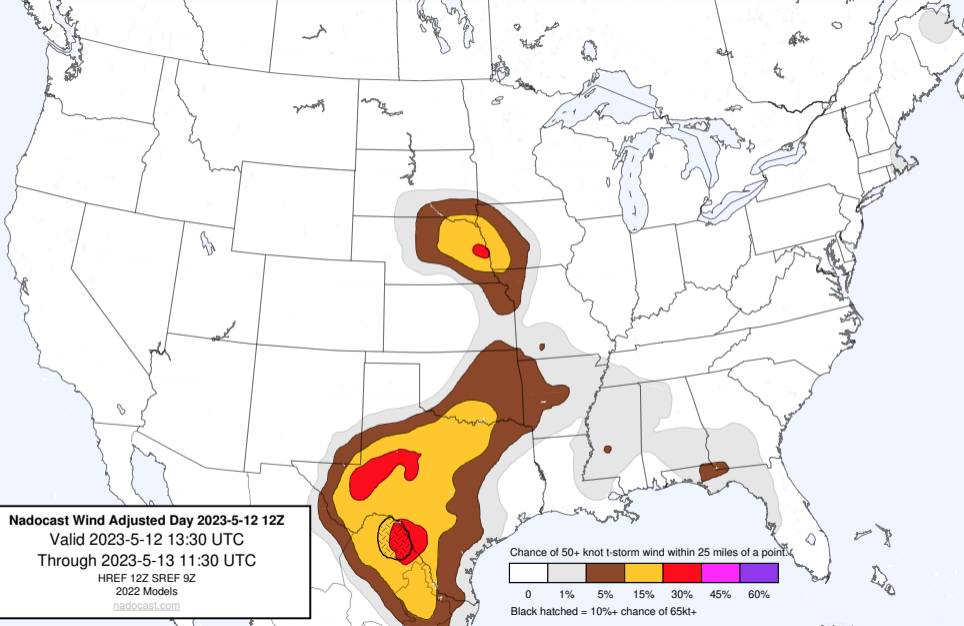 Nadocast Wind Adjusted Day 2023-5-12 12Z
Valid 2023-5-12 13:30 UTC
Through 2023-5-13 11:30 UTC
HREF 12Z SREF 9Z
2022 Models
nadocast.com
Chance of 50+ knot t-storm wind within 25 miles of a point.
0 1% 5% 15% 30% 45% 60%
Black hatched = 10%+ chance of 65kt+